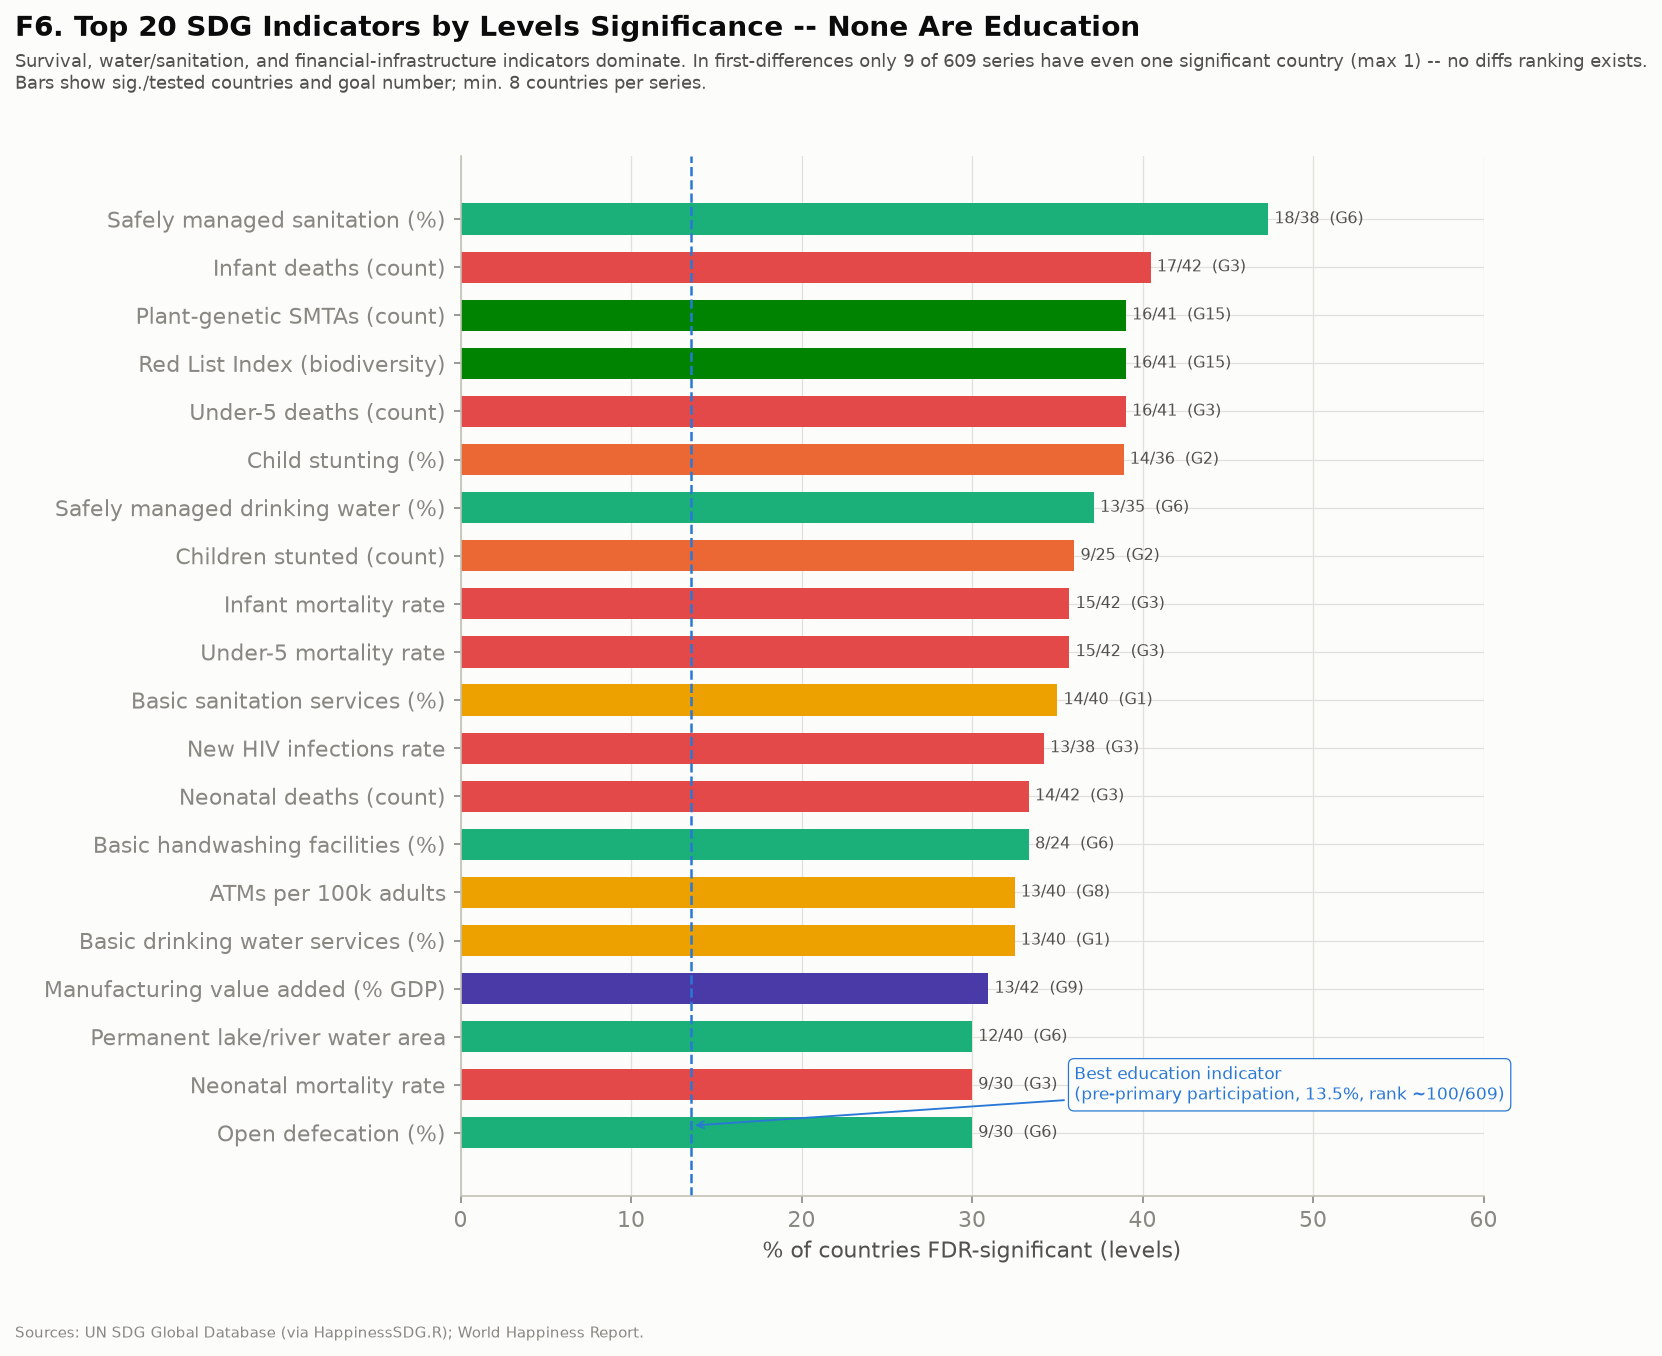 F6. Top 20 SDG Indicators by Levels Significance -- None Are Education
Survival, water/sanitation, and financial-infrastructure indicators dominate. In first-differences only 9 of 609 series have even one significant country (max 1) -- no diffs ranking exists.
Bars show sig./tested countries and goal number; min. 8 countries per series.
Safely managed sanitation (%) 18/38 (G6)
Infant deaths (count) 17/42 (G3)
Plant-genetic SMTAs (count) 16/41 (G15)
Red List Index (biodiversity) 16/41 (G15)
Under-5 deaths (count) 16/41 (G3)
Child stunting (%) 14/36 (G2)
Safely managed drinking water (%) 13/35 (G6)
Children stunted (count) 9/25 (G2)
Infant mortality rate 15/42 (G3)
Under-5 mortality rate 15/42 (G3)
Basic sanitation services (%) 14/40 (G1)
New HIV infections rate 13/38 (G3)
Neonatal deaths (count) 14/42 (G3)
Basic handwashing facilities (%) 8/24 (G6)
ATMs per 100k adults 13/40 (G8)
Basic drinking water services (%) 13/40 (G1)
Manufacturing value added (% GDP) 13/42 (G9)
Permanent lake/river water area 12/40 (G6)
Neonatal mortality rate 9/30 (G3)
Open defecation (%) 9/30 (G6)
Best education indicator
(pre-primary participation, 13.5%, rank ~100/609)
0 10 20 30 40 50 60
% of countries FDR-significant (levels)
Sources: UN SDG Global Database (via HappinessSDG.R); World Happiness Report.